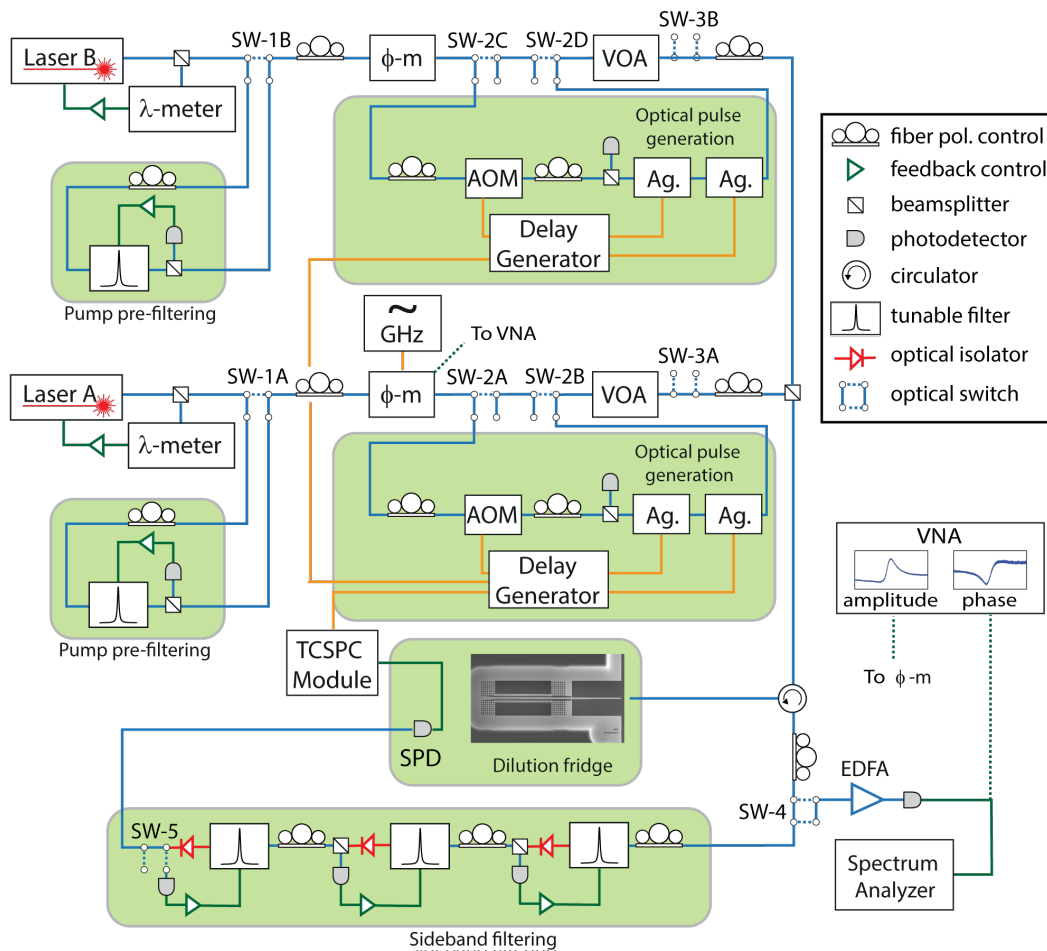 SW-1B
SW-2C
SW-2D
SW-3B
Laser B
ϕ-m
VOA
λ-meter
Optical pulse
generation
AOM
Ag.
Ag.
Delay
Generator
Pump pre-filtering
fiber pol. control
feedback control
beamsplitter
photodetector
circulator
tunable filter
optical isolator
optical switch
~
GHz
To VNA
SW-1A
SW-2A
SW-2B
SW-3A
Laser A
ϕ-m
VOA
λ-meter
Optical pulse
generation
AOM
Ag.
Ag.
Delay
Generator
Pump pre-filtering
VNA
amplitude
phase
To ϕ-m
TCSPC
Module
SPD
Dilution fridge
EDFA
SW-4
SW-5
Spectrum
Analyzer
Sideband filtering